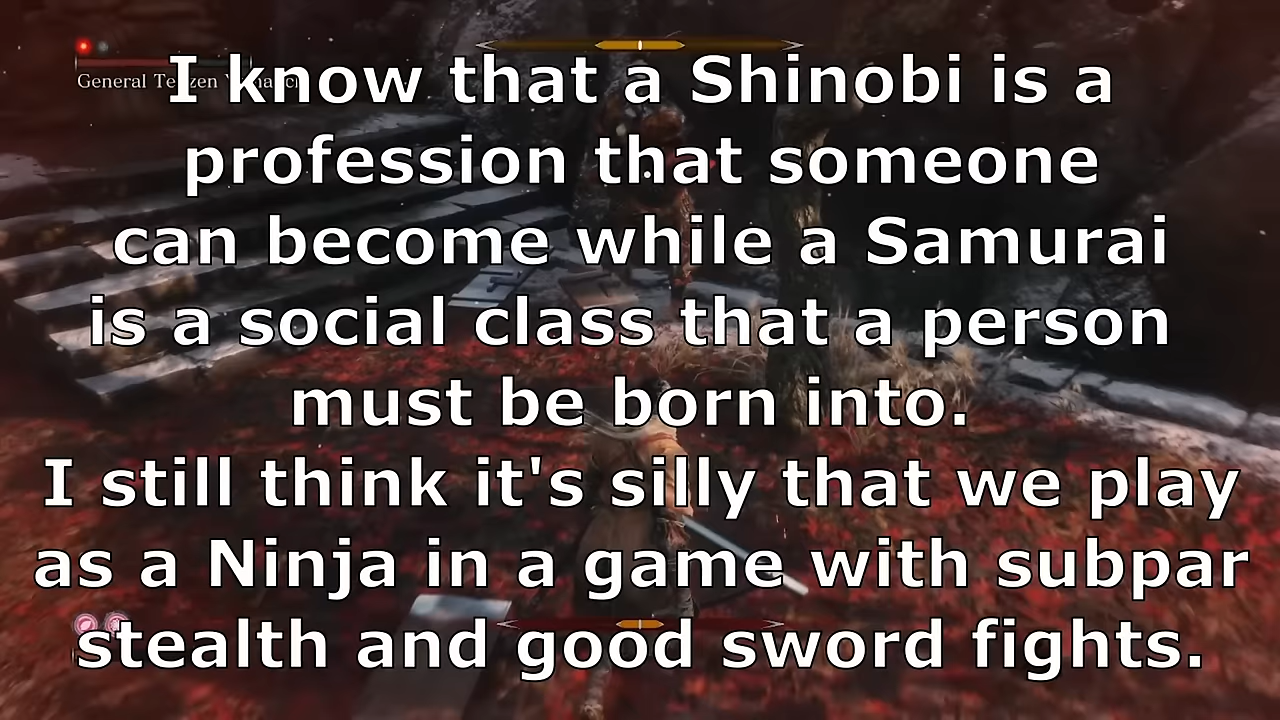 I know that a Shinobi is a
profession that someone
can become while a Samurai
is a social class that a person
must be born into.
I still think it's silly that we play
as a Ninja in a game with subpar
stealth and good sword fights.
General Tenzen